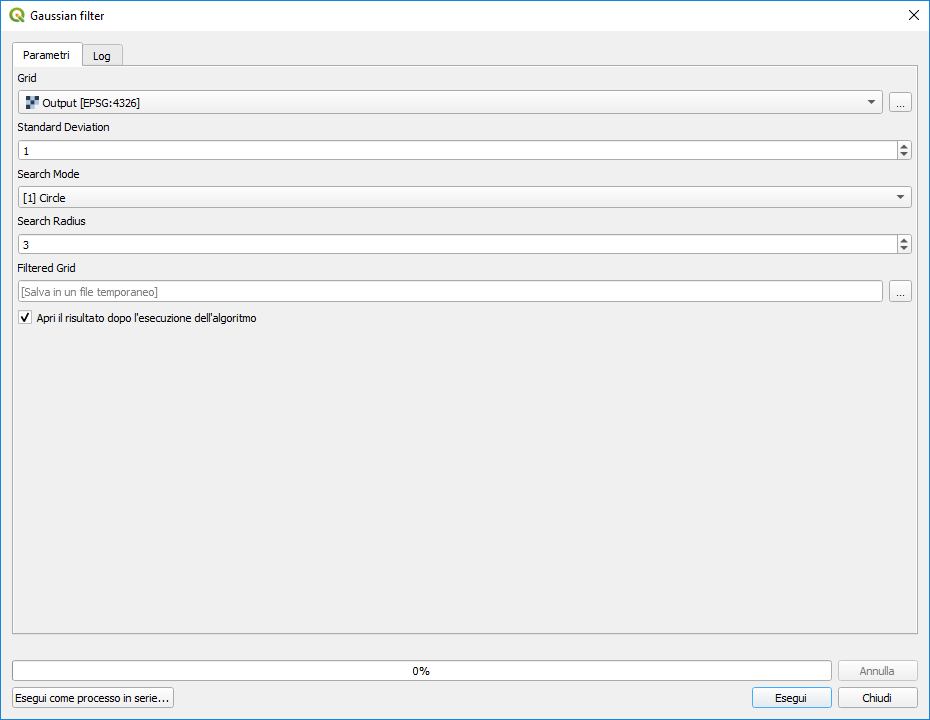 Gaussian filter
Parametri
Log
Grid
Output [EPSG:4326]
...
Standard Deviation
1
Search Mode
[1] Circle
Search Radius
3
Filtered Grid
[Salva in un file temporaneo]
...
Apri il risultato dopo l'esecuzione dell'algoritmo
0%
Annulla
Esegui come processo in serie...
Esegui
Chiudi